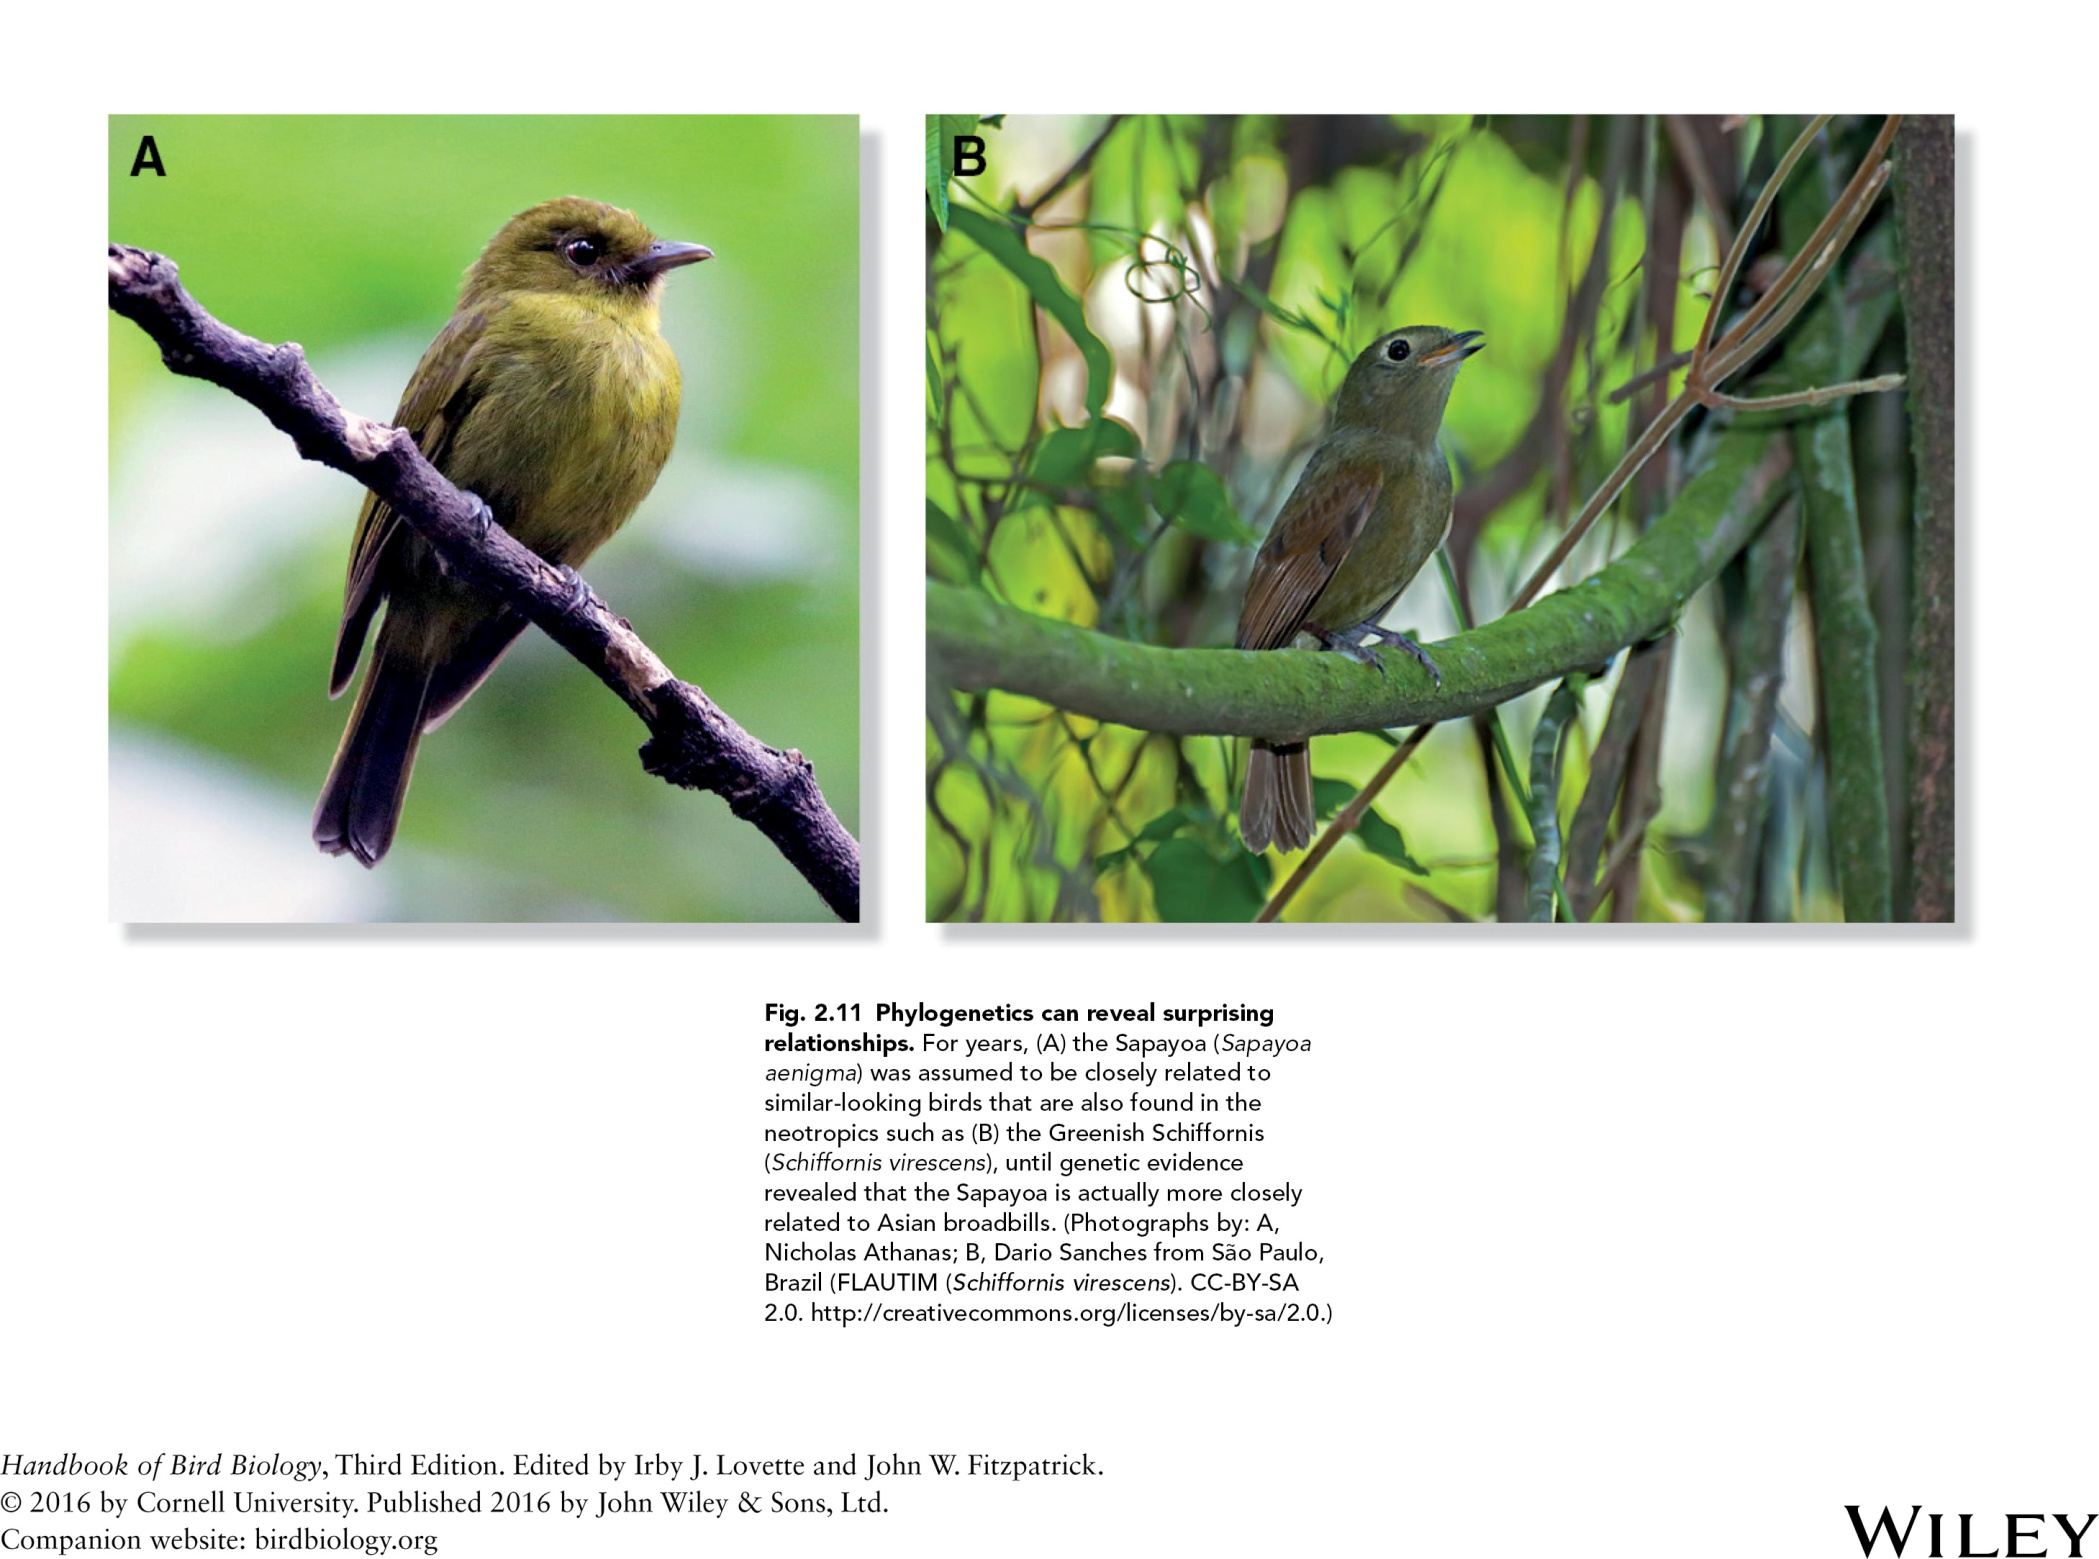 A
B
Fig. 2.11 Phylogenetics can reveal surprising
relationships. For years, (A) the Sapayoa (Sapayoa
aenigma) was assumed to be closely related to
similar-looking birds that are also found in the
neotropics such as (B) the Greenish Schiffornis
(Schiffornis virescens), until genetic evidence
revealed that the Sapayoa is actually more closely
related to Asian broadbills. (Photographs by: A,
Nicholas Athanas; B, Dario Sanches from São Paulo,
Brazil (FLAUTIM (Schiffornis virescens). CC-BY-SA
2.0. http://creativecommons.org/licenses/by-sa/2.0.)
Handbook of Bird Biology, Third Edition. Edited by Irby J. Lovette and John W. Fitzpatrick.
© 2016 by Cornell University. Published 2016 by John Wiley & Sons, Ltd.
Companion website: birdbiology.org
WILEY